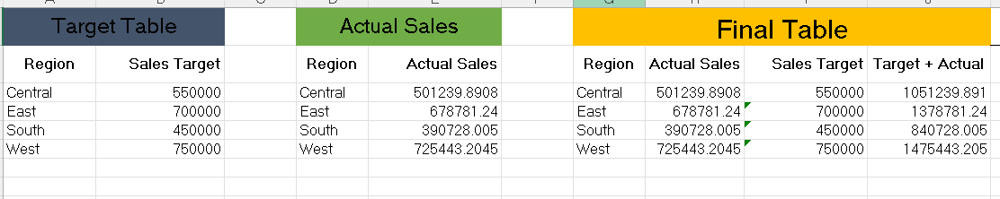 Target Table Actual Sales Final Table
Region Sales Target Region Actual Sales Region Actual Sales Sales Target Target + Actual
Central 550000 Central 501239.8908 Central 501239.8908 550000 1051239.891
East 700000 East 678781.24 East 678781.24 700000 1378781.24
South 450000 South 390728.005 South 390728.005 450000 840728.005
West 750000 West 725443.2045 West 725443.2045 750000 1475443.205